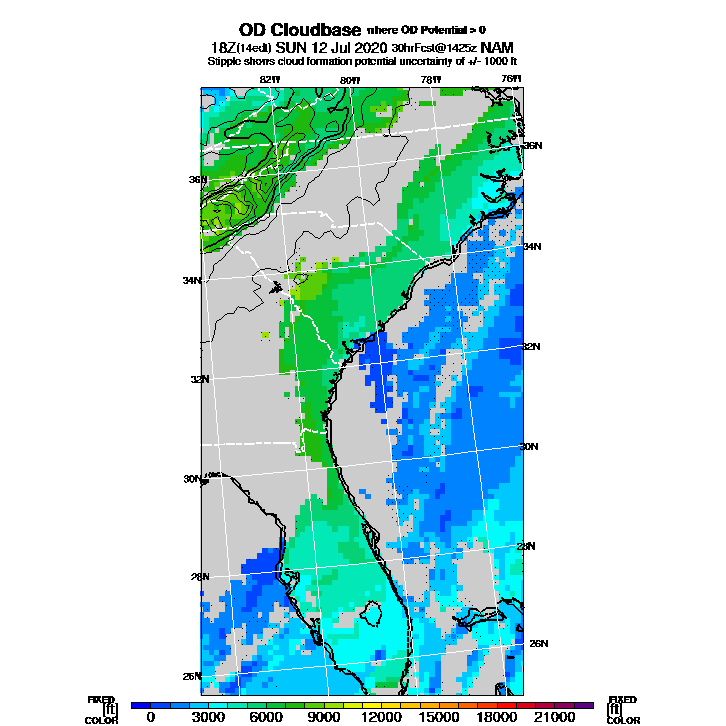 OD Cloudbase where OD Potential > 0
18Z(14edt) SUN 12 Jul 2020 30hrFcst@1425z NAM
Stipple shows cloud formation potential uncertainty of +/- 1000 ft
82W 80W 78W 76W
36N
36N
34N
34N
32N
32N
30N
30N
28N
28N
26N
26N
FIXED FIXED
[ft] [ft]
COLOR 0 3000 6000 9000 12000 15000 18000 21000 COLOR